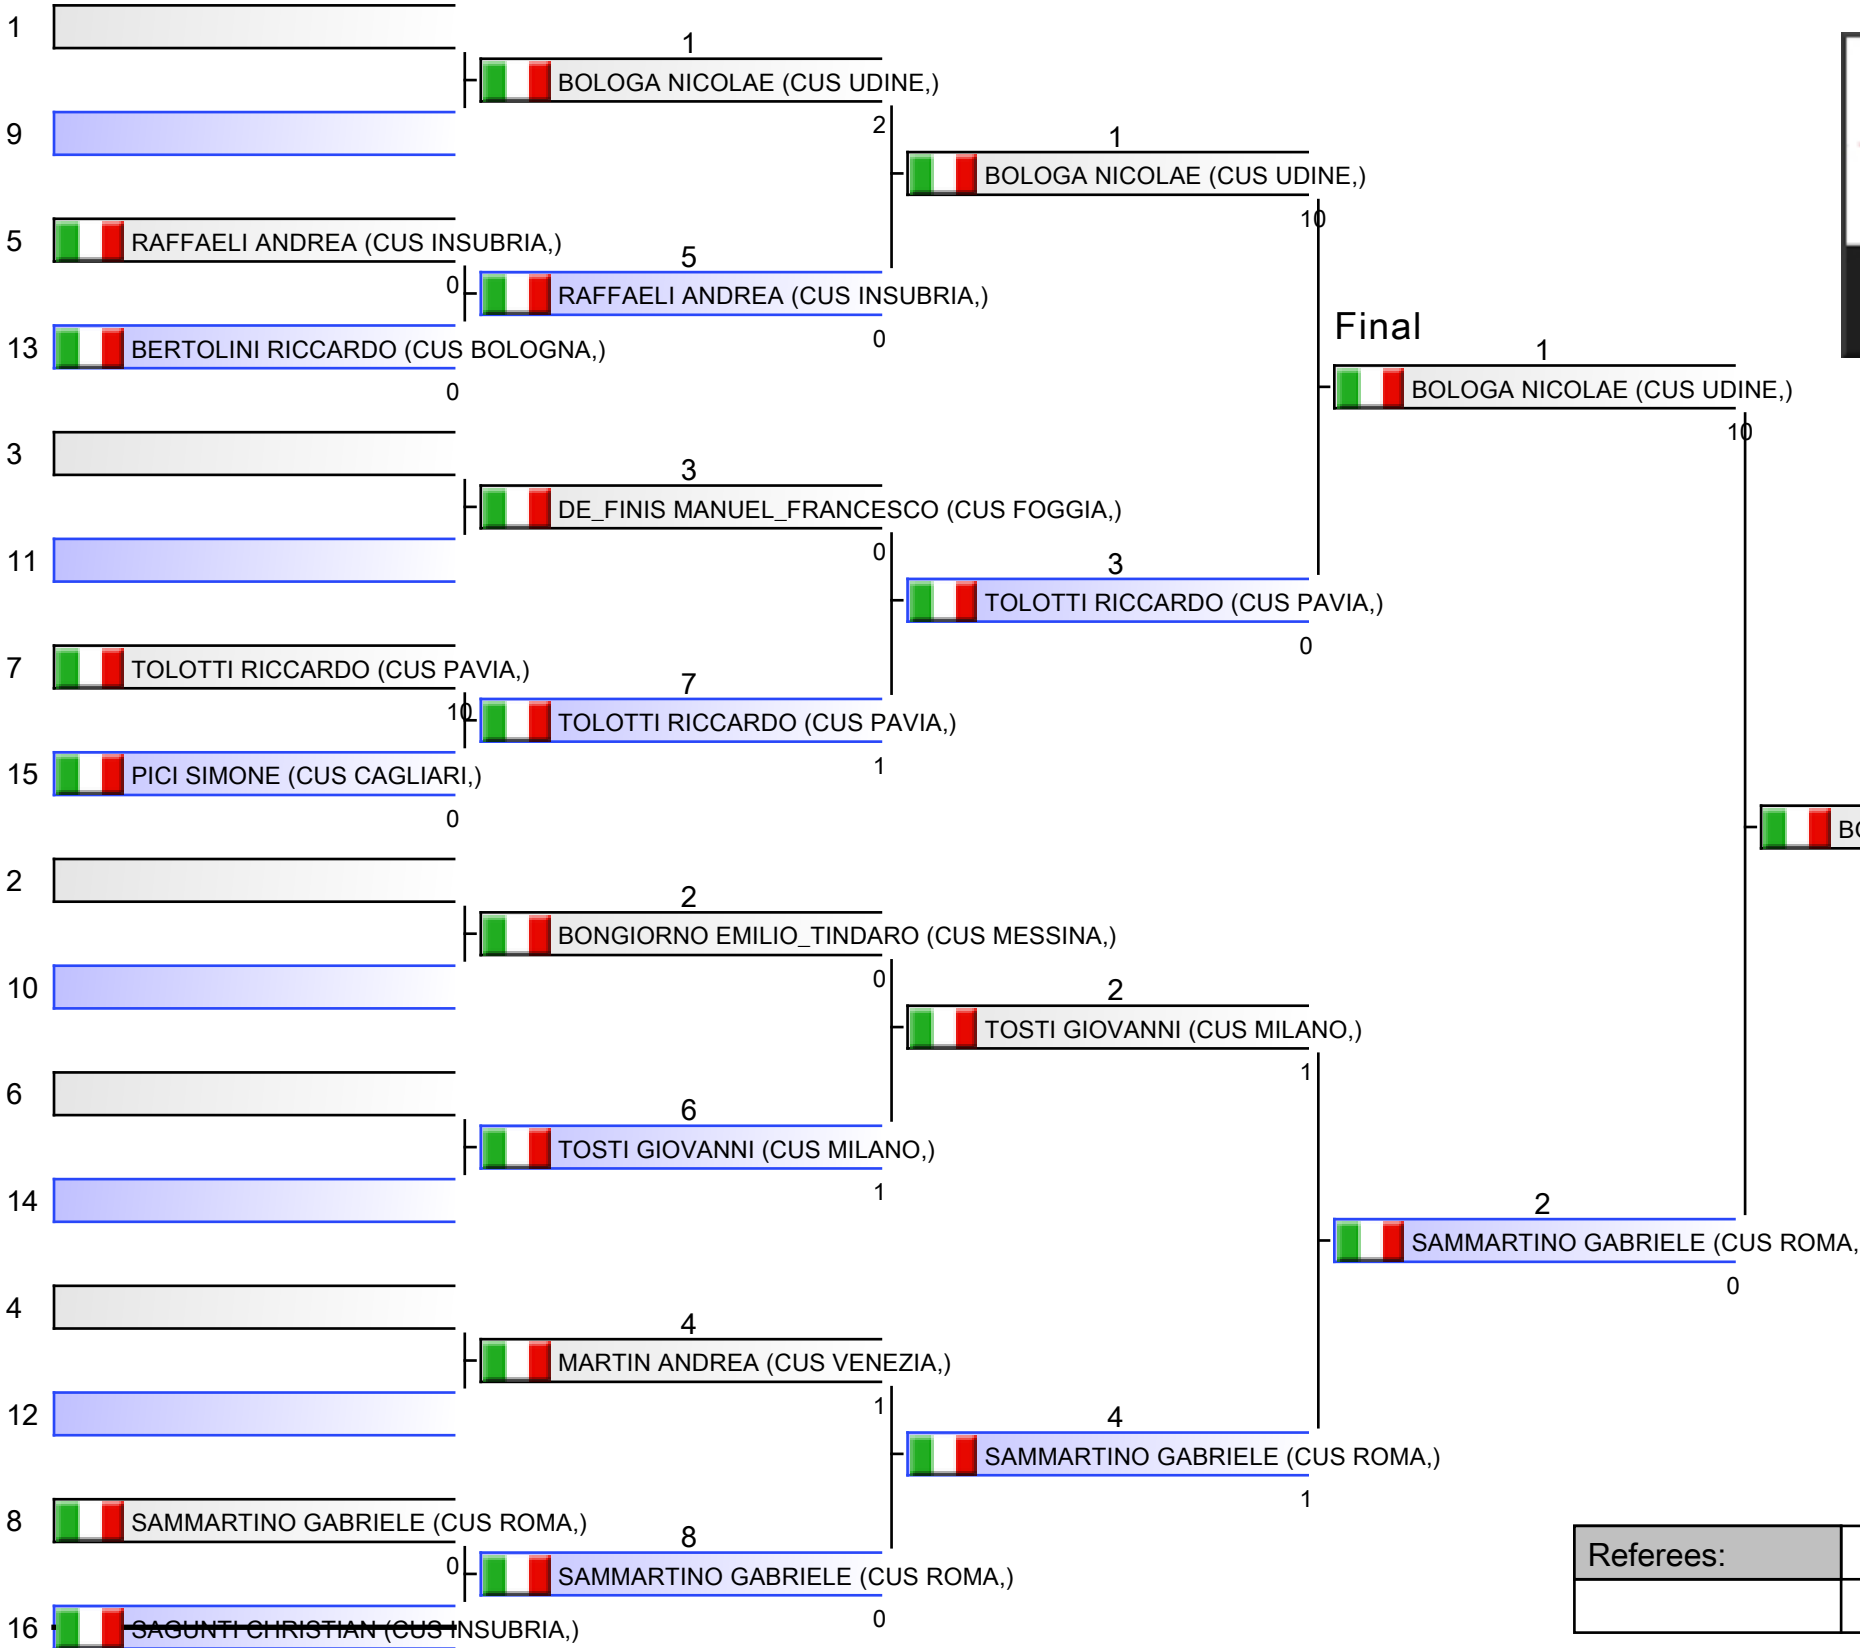 1
1
BOLOGA NICOLAE (CUS UDINE,)
2
9
1
BOLOGA NICOLAE (CUS UDINE,)
10
5
RAFFAELI ANDREA (CUS INSUBRIA,)
0
5
RAFFAELI ANDREA (CUS INSUBRIA,)
0
13
BERTOLINI RICCARDO (CUS BOLOGNA,)
0
Final
1
BOLOGA NICOLAE (CUS UDINE,)
10
3
3
DE_FINIS MANUEL_FRANCESCO (CUS FOGGIA,)
0
11
3
TOLOTTI RICCARDO (CUS PAVIA,)
0
7
TOLOTTI RICCARDO (CUS PAVIA,)
10
7
TOLOTTI RICCARDO (CUS PAVIA,)
1
15
PICI SIMONE (CUS CAGLIARI,)
0
2
2
BONGIORNO EMILIO_TINDARO (CUS MESSINA,)
0
10
2
TOSTI GIOVANNI (CUS MILANO,)
1
6
6
TOSTI GIOVANNI (CUS MILANO,)
1
14
2
SAMMARTINO GABRIELE (CUS ROMA,
0
4
4
MARTIN ANDREA (CUS VENEZIA,)
1
12
4
SAMMARTINO GABRIELE (CUS ROMA,)
1
8
SAMMARTINO GABRIELE (CUS ROMA,)
0
8
SAMMARTINO GABRIELE (CUS ROMA,)
0
16
SAGUNTI CHRISTIAN (CUS INSUBRIA,)
Referees: